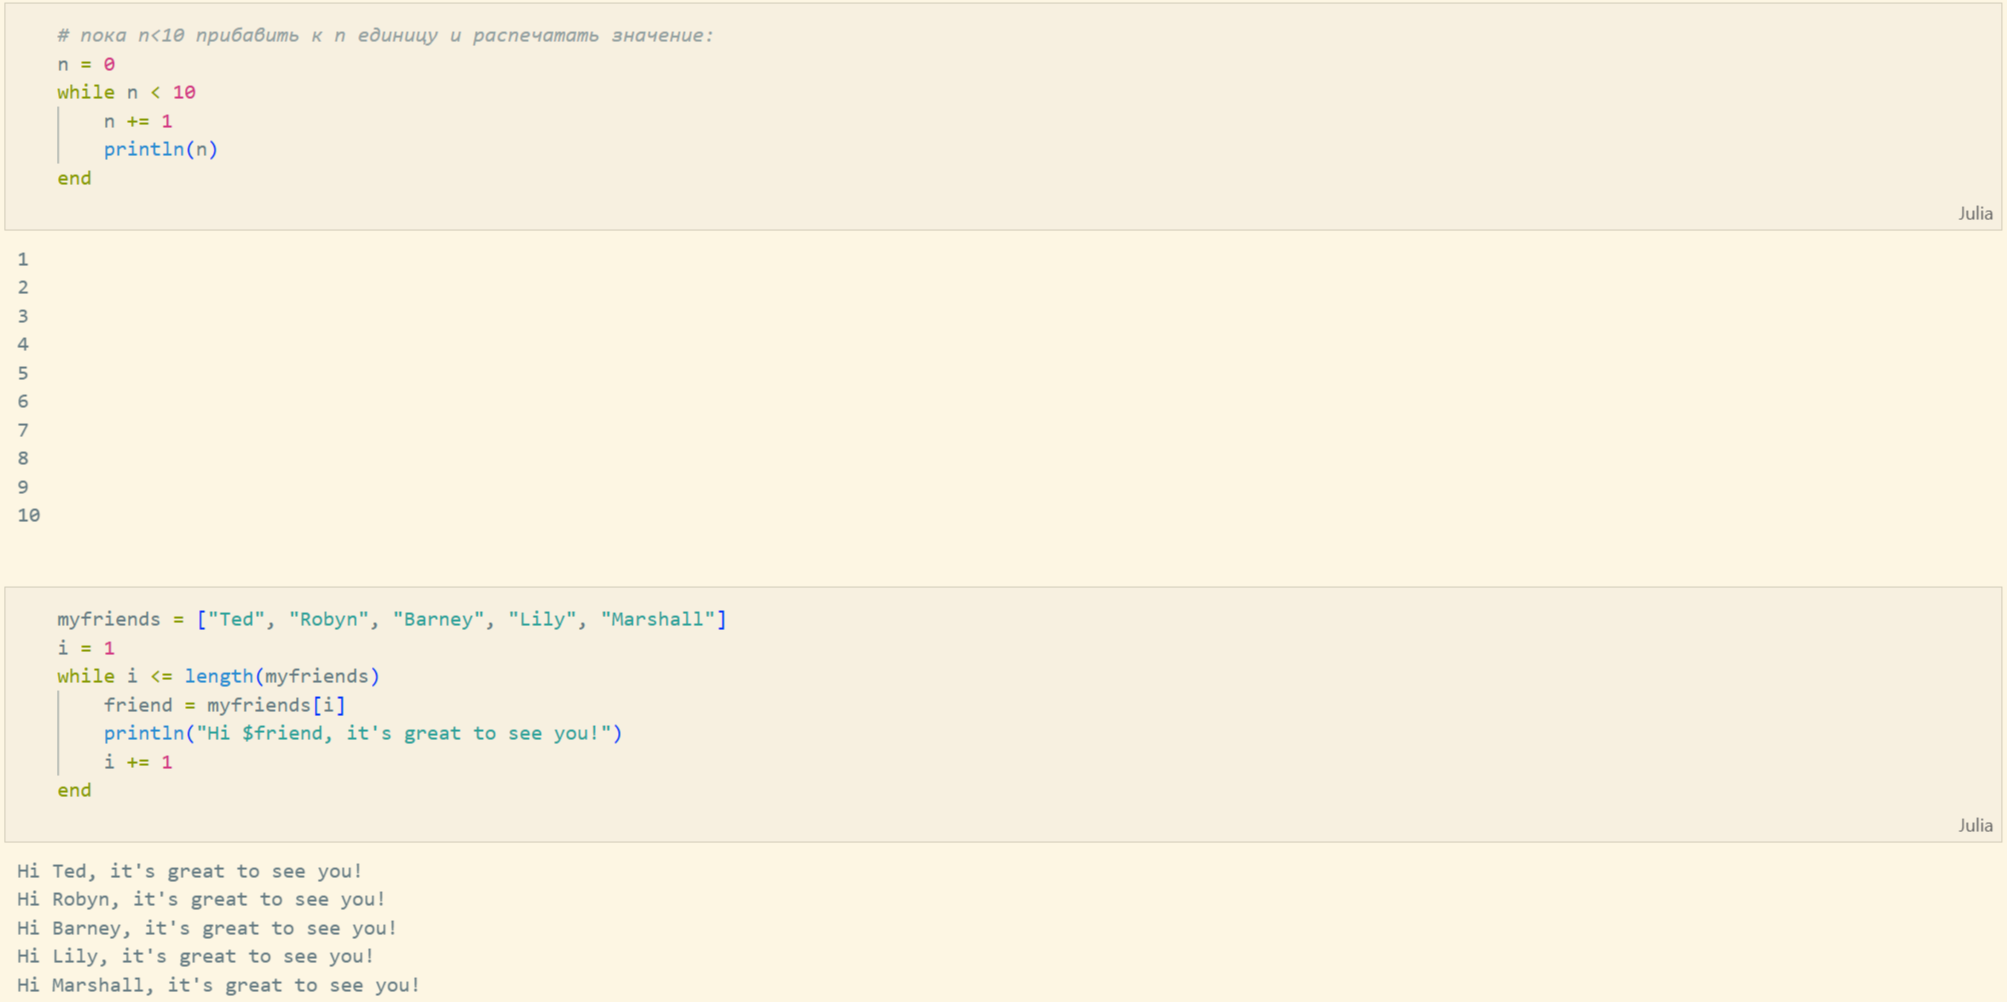 # пока n<10 прибавить к n единицу и распечатать значение:
n = 0
while n < 10
    n += 1
    println(n)
end
Julia
1
2
3
4
5
6
7
8
9
10
myfriends = ["Ted", "Robyn", "Barney", "Lily", "Marshall"]
i = 1
while i <= length(myfriends)
    friend = myfriends[i]
    println("Hi $friend, it's great to see you!")
    i += 1
end
Julia
Hi Ted, it's great to see you!
Hi Robyn, it's great to see you!
Hi Barney, it's great to see you!
Hi Lily, it's great to see you!
Hi Marshall, it's great to see you!